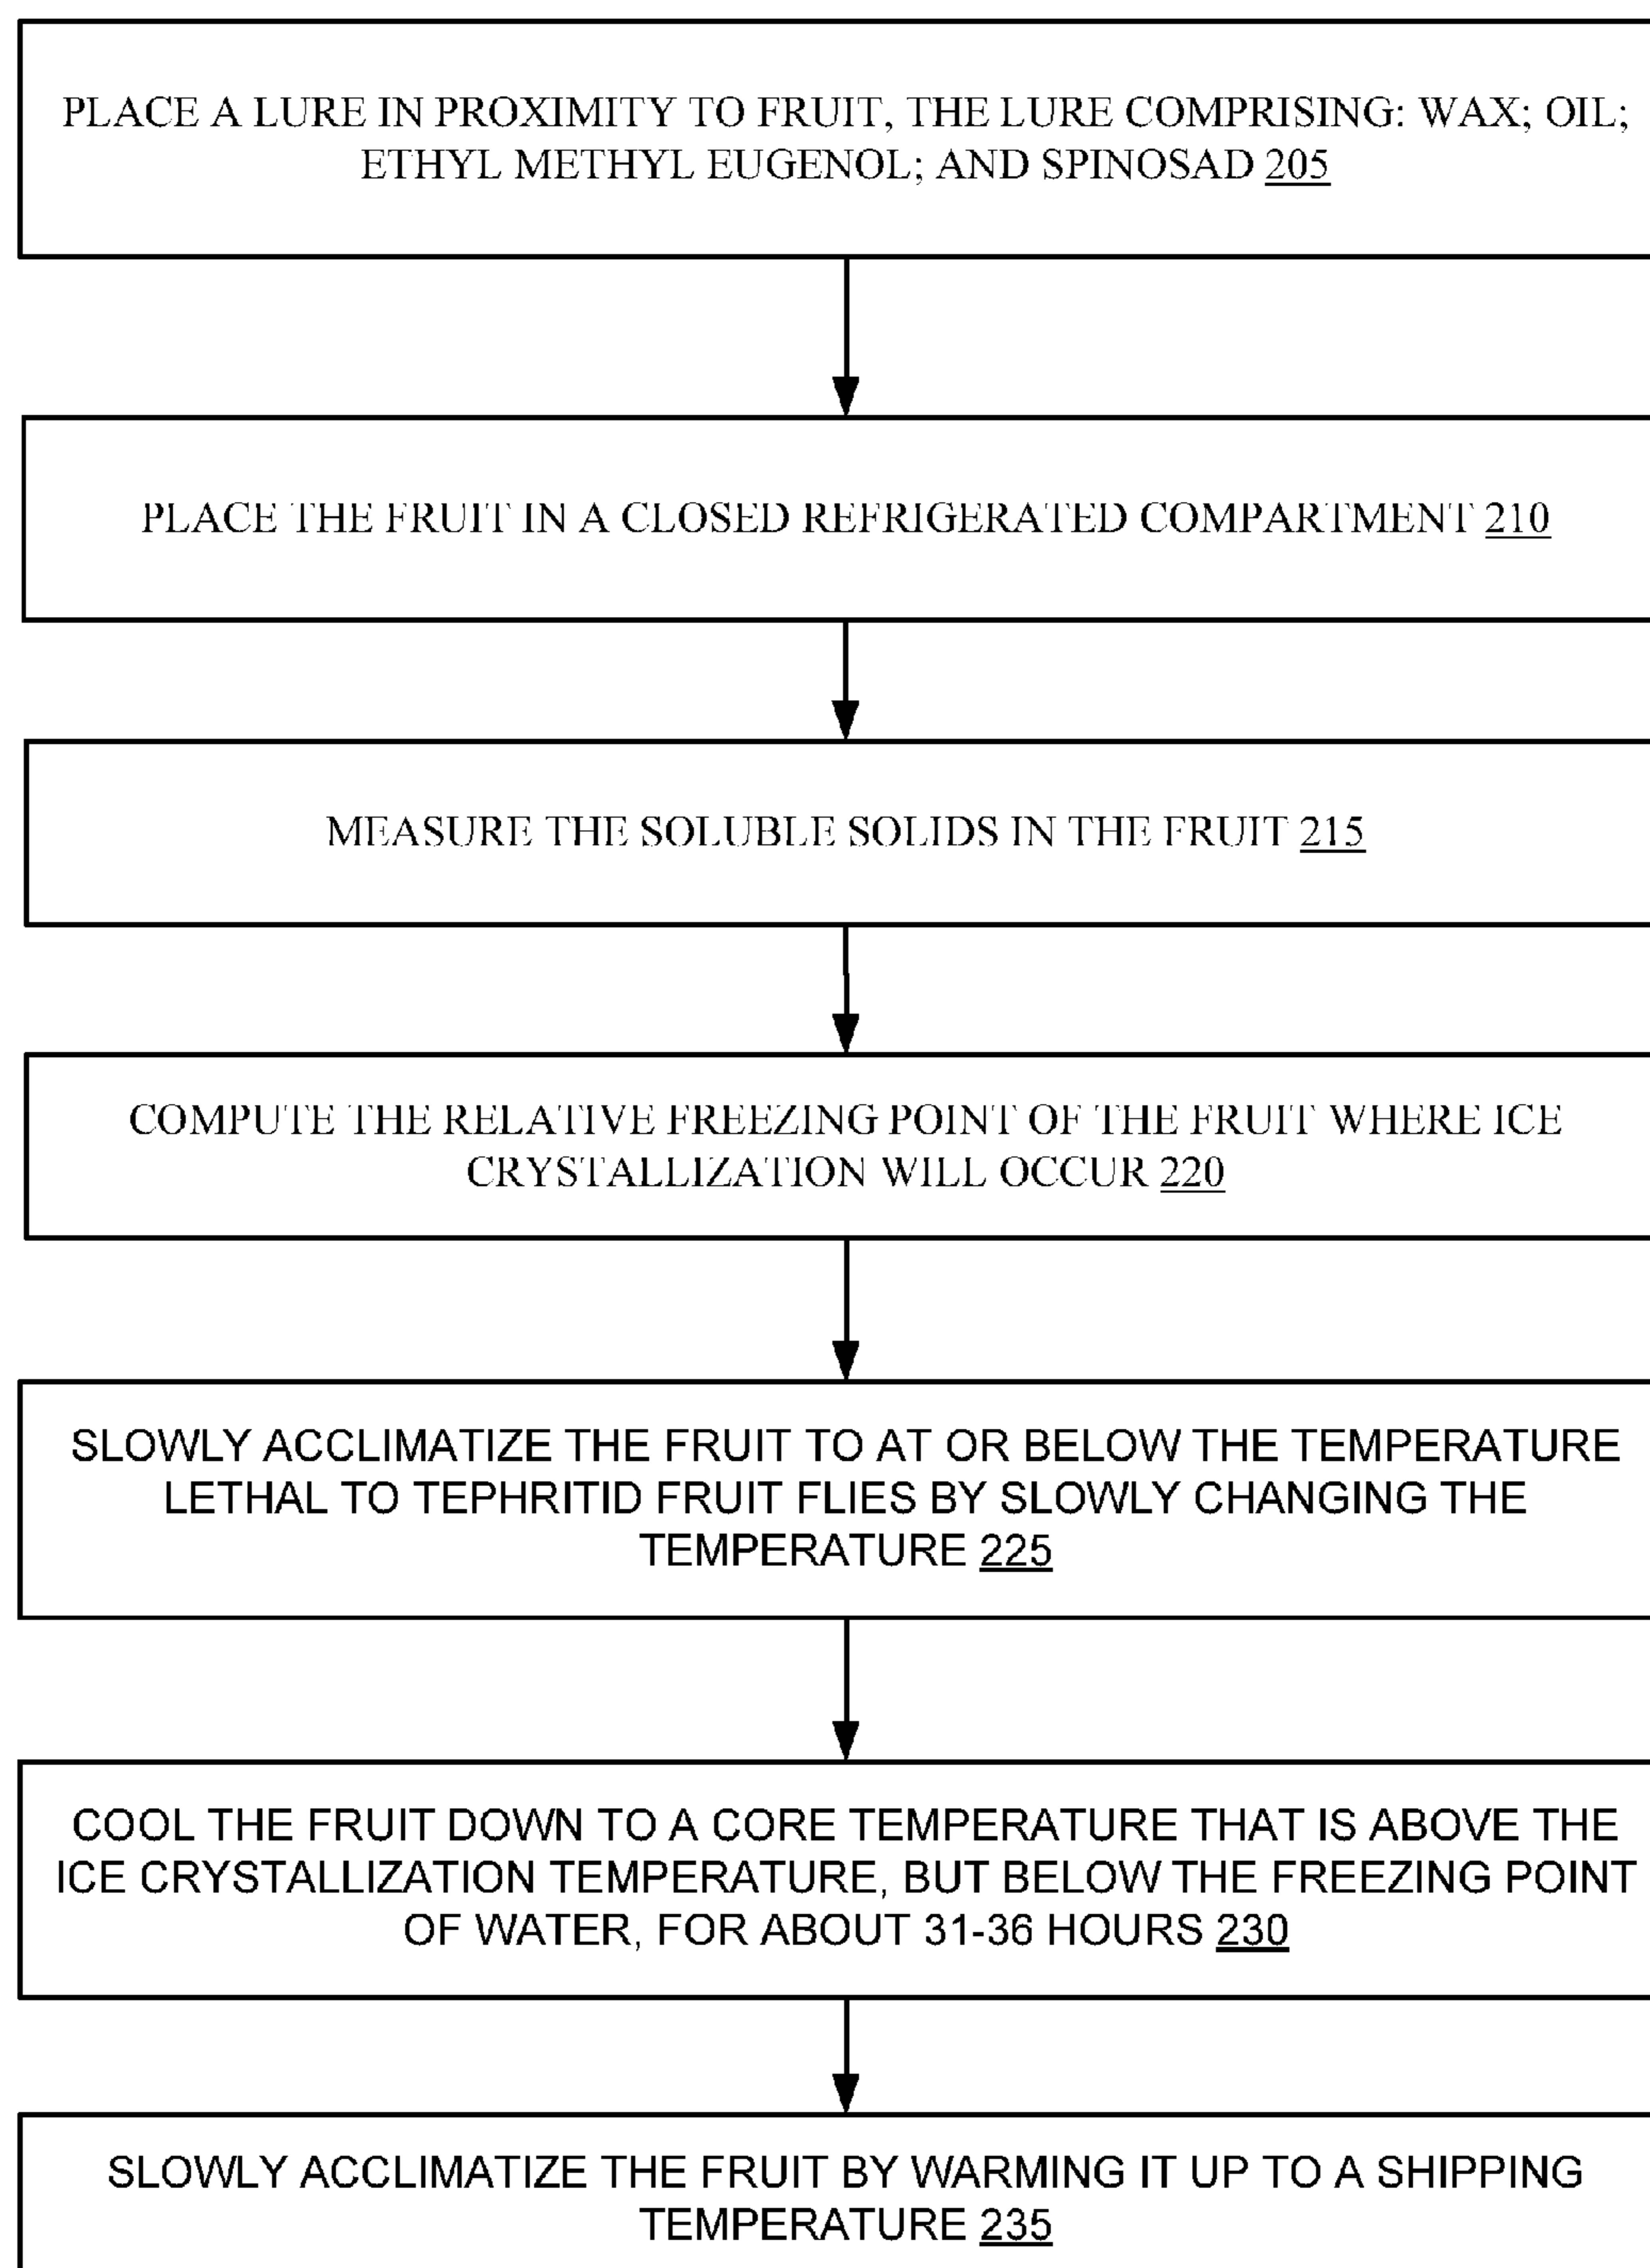 PLACE A LURE IN PROXIMITY TO FRUIT, THE LURE COMPRISING: WAX; OIL;
ETHYL METHYL EUGENOL; AND SPINOSAD 205
PLACE THE FRUIT IN A CLOSED REFRIGERATED COMPARTMENT 210
MEASURE THE SOLUBLE SOLIDS IN THE FRUIT 215
COMPUTE THE RELATIVE FREEZING POINT OF THE FRUIT WHERE ICE
CRYSTALLIZATION WILL OCCUR 220
SLOWLY ACCLIMATIZE THE FRUIT TO AT OR BELOW THE TEMPERATURE
LETHAL TO TEPHRITID FRUIT FLIES BY SLOWLY CHANGING THE
TEMPERATURE 225
COOL THE FRUIT DOWN TO A CORE TEMPERATURE THAT IS ABOVE THE
ICE CRYSTALLIZATION TEMPERATURE, BUT BELOW THE FREEZING POINT
OF WATER, FOR ABOUT 31-36 HOURS 230
SLOWLY ACCLIMATIZE THE FRUIT BY WARMING IT UP TO A SHIPPING
TEMPERATURE 235